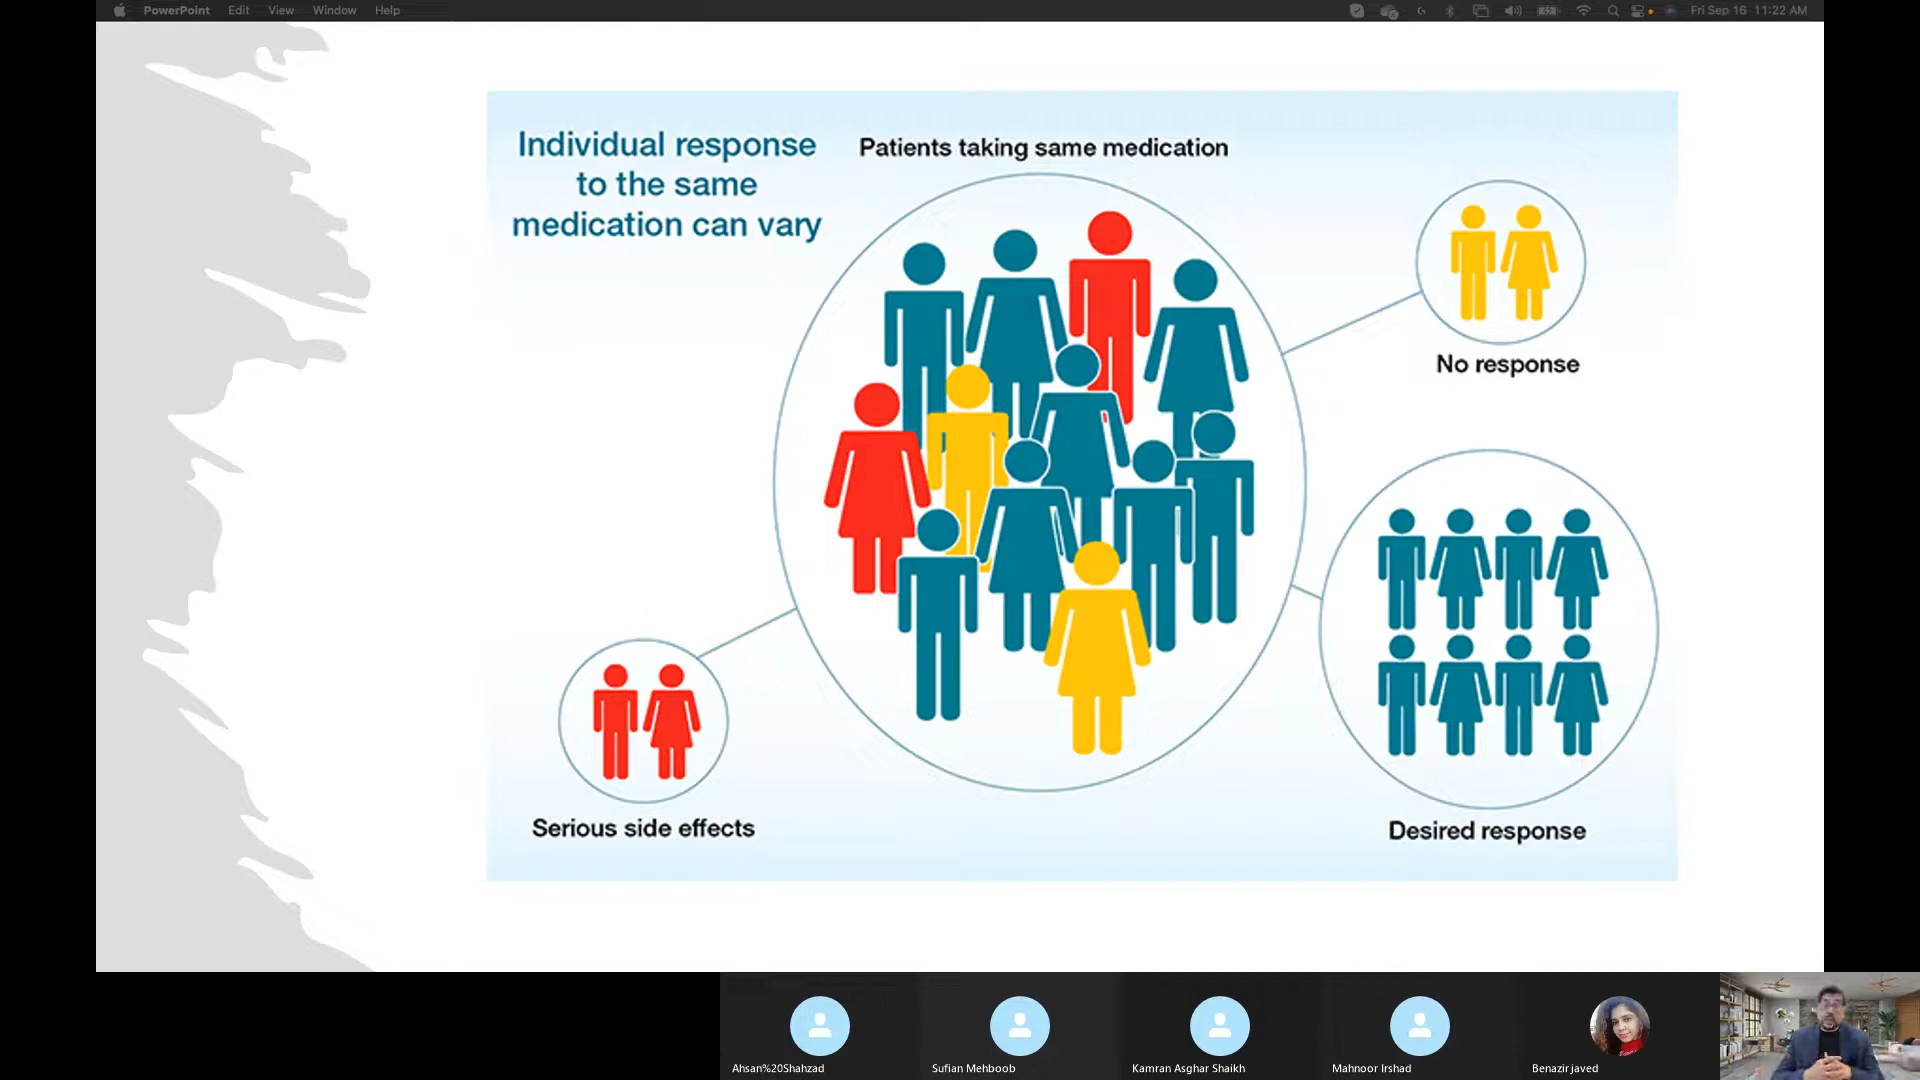 PowerPoint Edit View Window Help
Fri Sep 16 11:22 AM
Individual response
to the same
medication can vary
Patients taking same medication
No response
Serious side effects
Desired response
Ahsan%20Shahzad
Sufian Mehboob
Kamran Asghar Shaikh
Mahnoor Irshad
Benazir javed